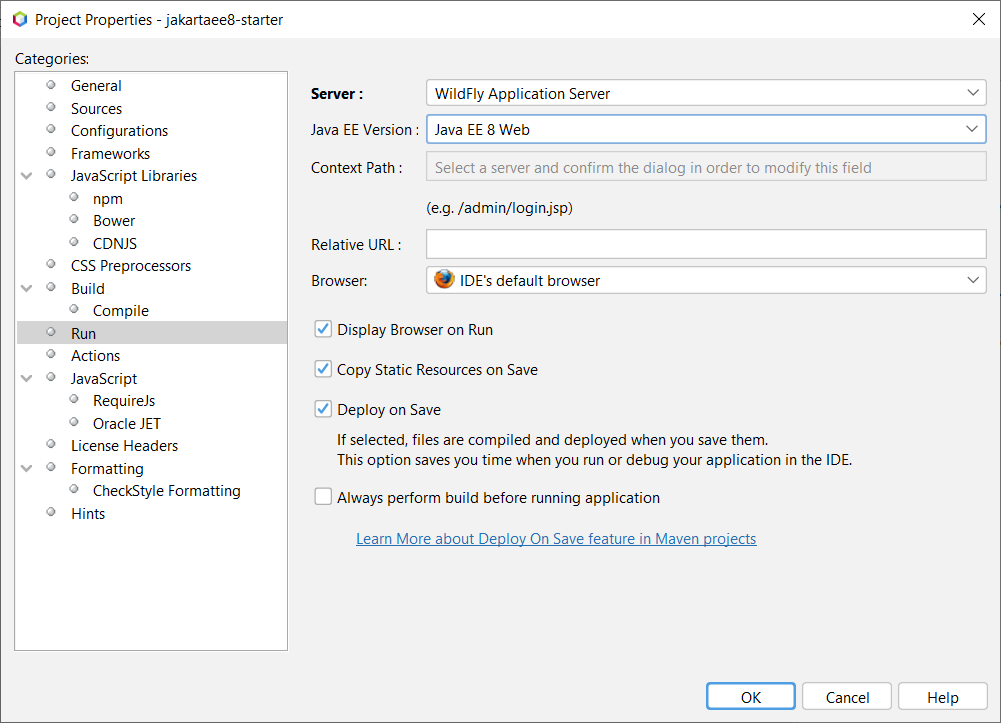 Project Properties - jakartaee8-starter
Categories:
General
Sources
Configurations
Frameworks
JavaScript Libraries
npm
Bower
CDNJS
CSS Preprocessors
Build
Compile
Run
Actions
JavaScript
RequireJs
Oracle JET
License Headers
Formatting
CheckStyle Formatting
Hints
Server : WildFly Application Server
Java EE Version : Java EE 8 Web
Context Path : Select a server and confirm the dialog in order to modify this field
(e.g. /admin/login.jsp)
Relative URL :
Browser: IDE's default browser
Display Browser on Run
Copy Static Resources on Save
Deploy on Save
If selected, files are compiled and deployed when you save them.
This option saves you time when you run or debug your application in the IDE.
Always perform build before running application
Learn More about Deploy On Save feature in Maven projects
OK Cancel Help